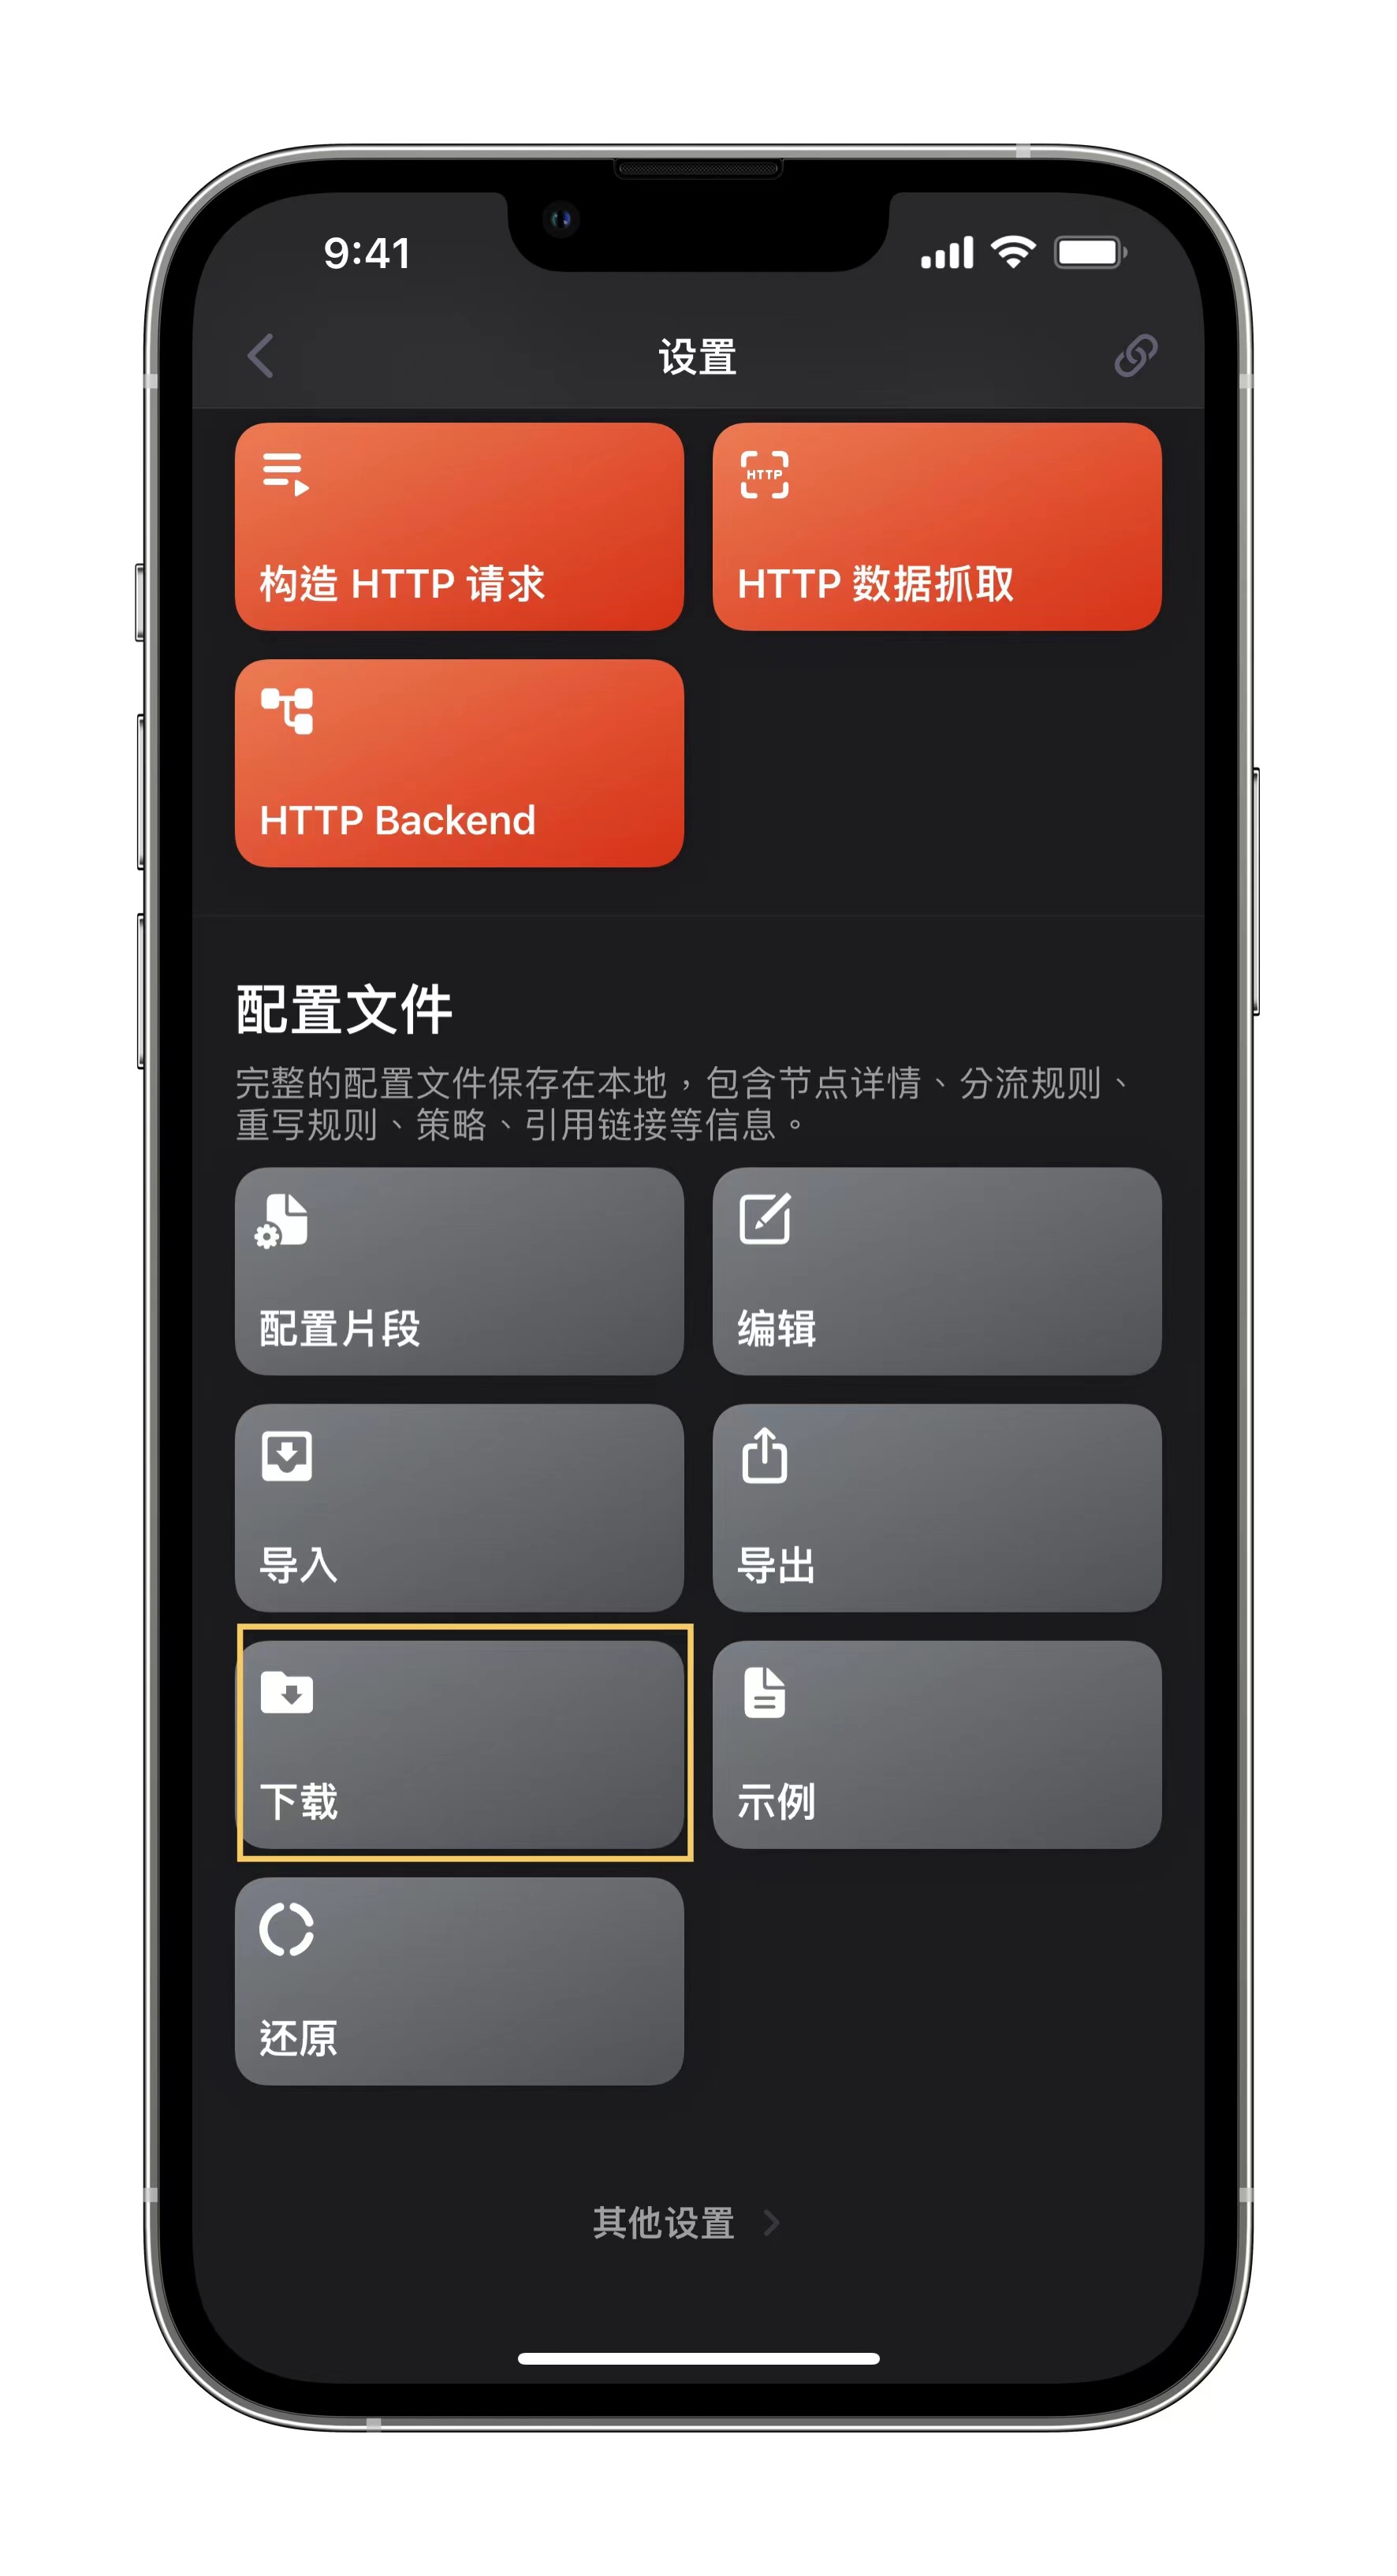 9:41
设置
构造 HTTP 请求
HTTP
HTTP 数据抓取
HTTP Backend
配置文件
完整的配置文件保存在本地，包含节点详情、分流规则、
重写规则、策略、引用链接等信息。
配置片段
编辑
导入
导出
下载
示例
还原
其他设置